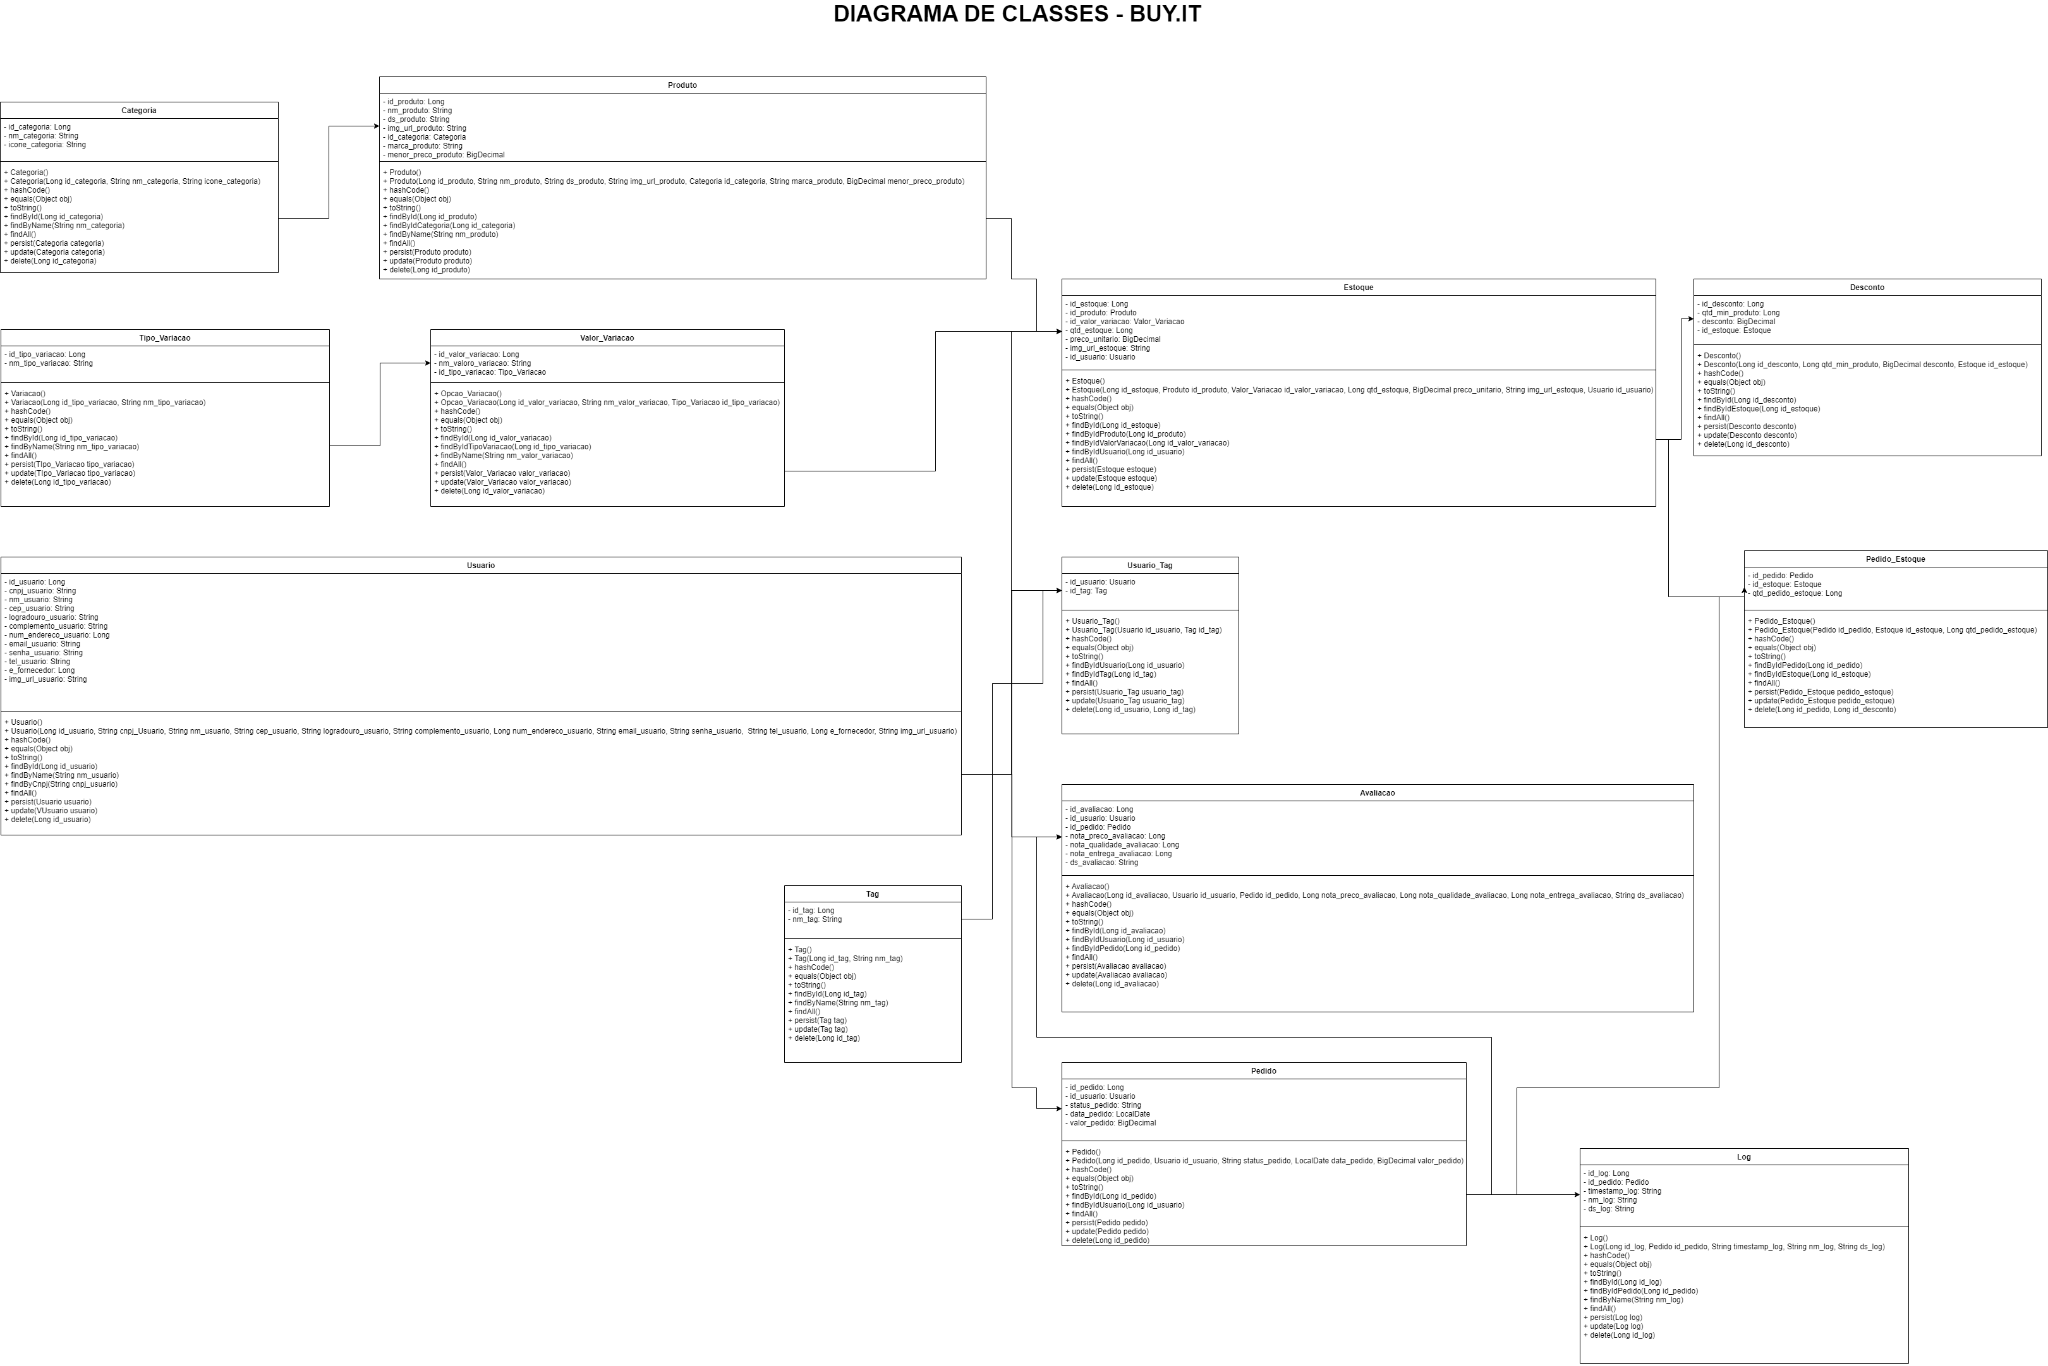 DIAGRAMA DE CLASSES - BUY.IT
Categoria
- id_categoria: Long
- nm_categoria: String
- icone_categoria: String
+ Categoria()
+ Categoria(Long id_categoria, String nm_categoria, String icone_categoria)
+ hashCode()
+ equals(Object obj)
+ toString()
+ findById(Long id_categoria)
+ findByName(String nm_categoria)
+ findAll()
+ persist(Categoria categoria)
+ update(Categoria categoria)
+ delete(Long id_categoria)
Produto
- id_produto: Long
- nm_produto: String
- ds_produto: String
- img_url_produto: String
- id_categoria: Categoria
- marca_produto: String
- menor_preco_produto: BigDecimal
+ Produto()
+ Produto(Long id_produto, String nm_produto, String ds_produto, String img_url_produto, Categoria id_categoria, String marca_produto, BigDecimal menor_preco_produto)
+ hashCode()
+ equals(Object obj)
+ toString()
+ findById(Long id_produto)
+ findByIdCategoria(Long id_categoria)
+ findByName(String nm_produto)
+ findAll()
+ persist(Produto produto)
+ update(Produto produto)
+ delete(Long id_produto)
Estoque
- id_estoque: Long
- id_produto: Produto
- id_valor_variacao: Valor_Variacao
- qtd_estoque: Long
- preco_unitario: BigDecimal
- img_url_estoque: String
- id_usuario: Usuario
+ Estoque()
+ Estoque(Long id_estoque, Produto id_produto, Valor_Variacao id_valor_variacao, Long qtd_estoque, BigDecimal preco_unitario, String img_url_estoque, Usuario id_usuario)
+ hashCode()
+ equals(Object obj)
+ toString()
+ findById(Long id_estoque)
+ findByIdProduto(Long id_produto)
+ findByIdValorVariacao(Long id_valor_variacao)
+ findByIdUsuario(Long id_usuario)
+ findAll()
+ persist(Estoque estoque)
+ update(Estoque estoque)
+ delete(Long id_estoque)
Desconto
- id_desconto: Long
- qtd_min_produto: Long
- desconto: BigDecimal
- id_estoque: Estoque
+ Desconto()
+ Desconto(Long id_desconto, Long qtd_min_produto, BigDecimal desconto, Estoque id_estoque)
+ hashCode()
+ equals(Object obj)
+ toString()
+ findById(Long id_desconto)
+ findByIdEstoque(Long id_estoque)
+ findAll()
+ persist(Desconto desconto)
+ update(Desconto desconto)
+ delete(Long id_desconto)
Tipo_Variacao
- id_tipo_variacao: Long
- nm_tipo_variacao: String
+ Variacao()
+ Variacao(Long id_tipo_variacao, String nm_tipo_variacao)
+ hashCode()
+ equals(Object obj)
+ toString()
+ findById(Long id_tipo_variacao)
+ findByName(String nm_tipo_variacao)
+ findAll()
+ persist(TIpo_Variacao tipo_variacao)
+ update(TIpo_Variacao tipo_variacao)
+ delete(Long id_tipo_variacao)
Valor_Variacao
- id_valor_variacao: Long
- nm_valoro_variacao: String
- id_tipo_variacao: Tipo_Variacao
+ Opcao_Variacao()
+ Opcao_Variacao(Long id_valor_variacao, String nm_valor_variacao, Tipo_Variacao id_tipo_variacao)
+ hashCode()
+ equals(Object obj)
+ toString()
+ findById(Long id_valor_variacao)
+ findByIdTipoVariacao(Long id_tipo_variacao)
+ findByName(String nm_valor_variacao)
+ findAll()
+ persist(Valor_Variacao valor_variacao)
+ update(Valor_Variacao valor_variacao)
+ delete(Long id_valor_variacao)
Usuario
- id_usuario: Long
- cnpj_usuario: String
- nm_usuario: String
- cep_usuario: String
- logradouro_usuario: String
- complemento_usuario: String
- num_endereco_usuario: Long
- email_usuario: String
- senha_usuario: String
- tel_usuario: String
- e_fornecedor: Long
- img_url_usuario: String
+ Usuario()
+ Usuario(Long id_usuario, String cnpj_Usuario, String nm_usuario, String cep_usuario, String logradouro_usuario, String complemento_usuario, Long num_endereco_usuario, String email_usuario, String senha_usuario,  String tel_usuario, Long e_fornecedor, String img_url_usuario)
+ hashCode()
+ equals(Object obj)
+ toString()
+ findById(Long id_usuario)
+ findByName(String nm_usuario)
+ findByCnpj(String cnpj_usuario)
+ findAll()
+ persist(Usuario usuario)
+ update(VUsuario usuario)
+ delete(Long id_usuario)
Usuario_Tag
- id_usuario: Usuario
- id_tag: Tag
+ Usuario_Tag()
+ Usuario_Tag(Usuario id_usuario, Tag id_tag)
+ hashCode()
+ equals(Object obj)
+ toString()
+ findByIdUsuario(Long id_usuario)
+ findByIdTag(Long id_tag)
+ findAll()
+ persist(Usuario_Tag usuario_tag)
+ update(Usuario_Tag usuario_tag)
+ delete(Long id_usuario, Long id_tag)
Pedido_Estoque
- id_pedido: Pedido
- id_estoque: Estoque
- qtd_pedido_estoque: Long
+ Pedido_Estoque()
+ Pedido_Estoque(Pedido id_pedido, Estoque id_estoque, Long qtd_pedido_estoque)
+ hashCode()
+ equals(Object obj)
+ toString()
+ findByIdPedido(Long id_pedido)
+ findByIdEstoque(Long id_estoque)
+ findAll()
+ persist(Pedido_Estoque pedido_estoque)
+ update(Pedido_Estoque pedido_estoque)
+ delete(Long id_pedido, Long id_desconto)
Avaliacao
- id_avaliacao: Long
- id_usuario: Usuario
- id_pedido: Pedido
- nota_preco_avaliacao: Long
- nota_qualidade_avaliacao: Long
- nota_entrega_avaliacao: Long
- ds_avaliacao: String
+ Avaliacao()
+ Avaliacao(Long id_avaliacao, Usuario id_usuario, Pedido id_pedido, Long nota_preco_avaliacao, Long nota_qualidade_avaliacao, Long nota_entrega_avaliacao, String ds_avaliacao)
+ hashCode()
+ equals(Object obj)
+ toString()
+ findById(Long id_avaliacao)
+ findByIdUsuario(Long id_usuario)
+ findByIdPedido(Long id_pedido)
+ findAll()
+ persist(Avaliacao avaliacao)
+ update(Avaliacao avaliacao)
+ delete(Long id_avaliacao)
Tag
- id_tag: Long
- nm_tag: String
+ Tag()
+ Tag(Long id_tag, String nm_tag)
+ hashCode()
+ equals(Object obj)
+ toString()
+ findById(Long id_tag)
+ findByName(String nm_tag)
+ findAll()
+ persist(Tag tag)
+ update(Tag tag)
+ delete(Long id_tag)
Pedido
- id_pedido: Long
- id_usuario: Usuario
- status_pedido: String
- data_pedido: LocalDate
- valor_pedido: BigDecimal
+ Pedido()
+ Pedido(Long id_pedido, Usuario id_usuario, String status_pedido, LocalDate data_pedido, BigDecimal valor_pedido)
+ hashCode()
+ equals(Object obj)
+ toString()
+ findById(Long id_pedido)
+ findByIdUsuario(Long id_usuario)
+ findAll()
+ persist(Pedido pedido)
+ update(Pedido pedido)
+ delete(Long id_pedido)
Log
- id_log: Long
- id_pedido: Pedido
- timestamp_log: String
- nm_log: String
- ds_log: String
+ Log()
+ Log(Long id_log, Pedido id_pedido, String timestamp_log, String nm_log, String ds_log)
+ hashCode()
+ equals(Object obj)
+ toString()
+ findById(Long id_log)
+ findByIdPedido(Long id_pedido)
+ findByName(String nm_log)
+ findAll()
+ persist(Log log)
+ update(Log log)
+ delete(Long id_log)